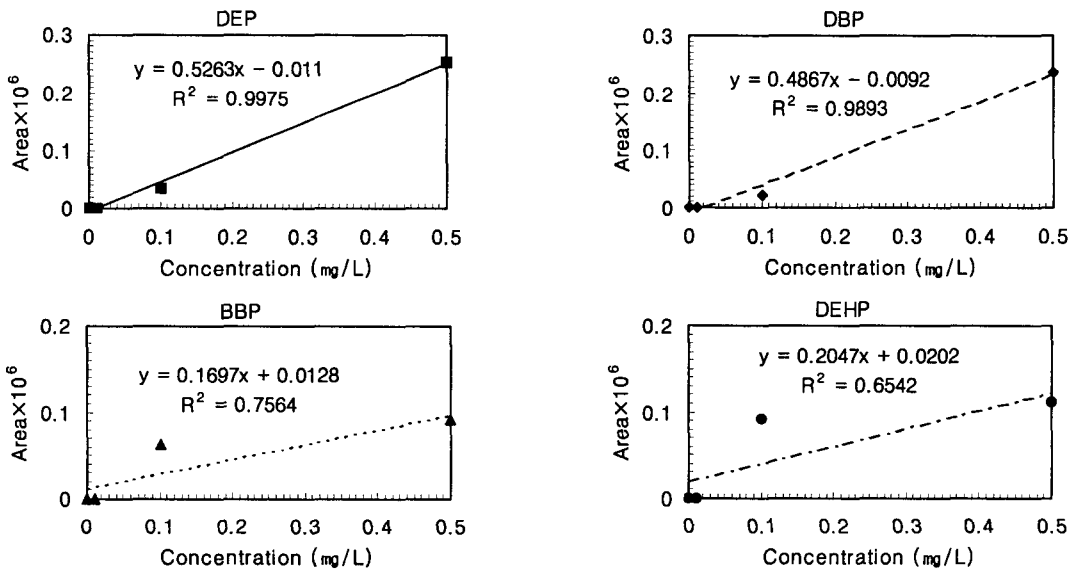 DEP
0.3
0.2
0.1
0
Area×10⁶
y = 0.5263x − 0.011
R² = 0.9975
0 0.1 0.2 0.3 0.4 0.5
Concentration (㎎/L)
DBP
0.3
0.2
0.1
0
Area×10⁶
y = 0.4867x − 0.0092
R² = 0.9893
0 0.1 0.2 0.3 0.4 0.5
Concentration (㎎/L)
BBP
0.2
0.1
0
Area×10⁶
y = 0.1697x + 0.0128
R² = 0.7564
0 0.1 0.2 0.3 0.4 0.5
Concentration (㎎/L)
DEHP
0.2
0.1
0
Area×10⁶
y = 0.2047x + 0.0202
R² = 0.6542
0 0.1 0.2 0.3 0.4 0.5
Concentration (㎎/L)